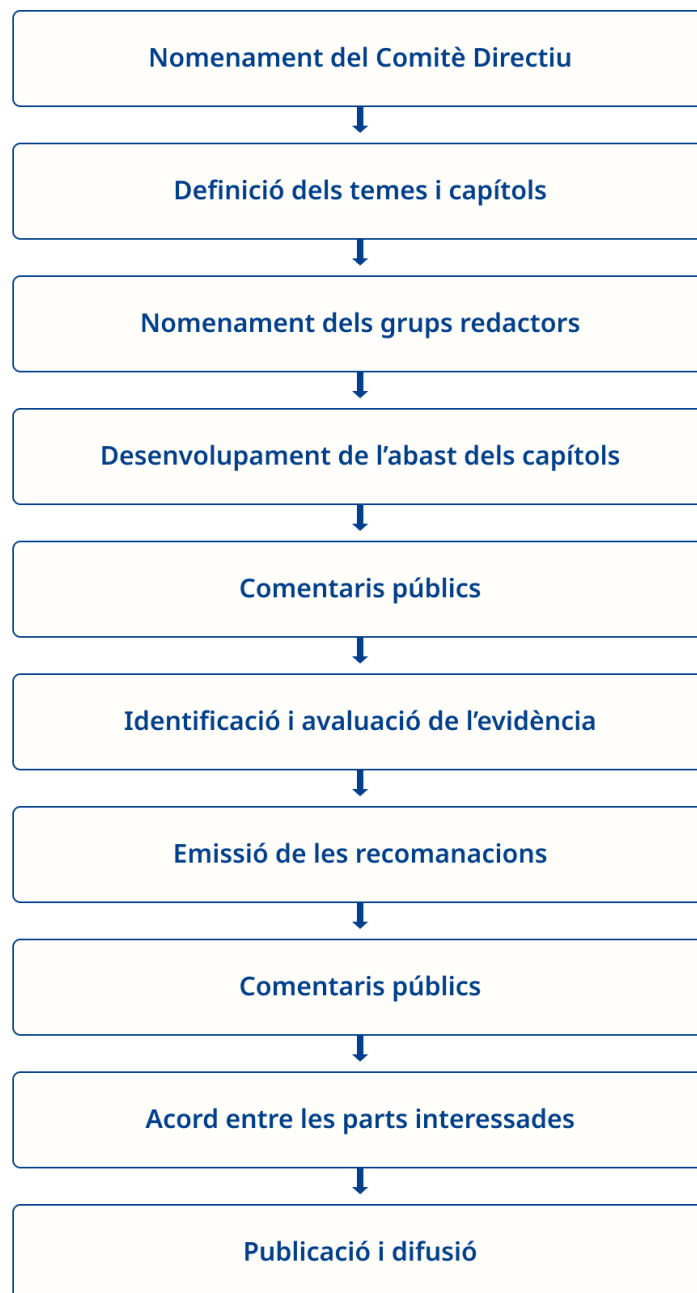 Nomenament del Comitè Directiu
Definició dels temes i capítols
Nomenament dels grups redactors
Desenvolupament de l’abast dels capítols
Comentaris públics
Identificació i avaluació de l’evidència
Emissió de les recomanacions
Comentaris públics
Acord entre les parts interessades
Publicació i difusió